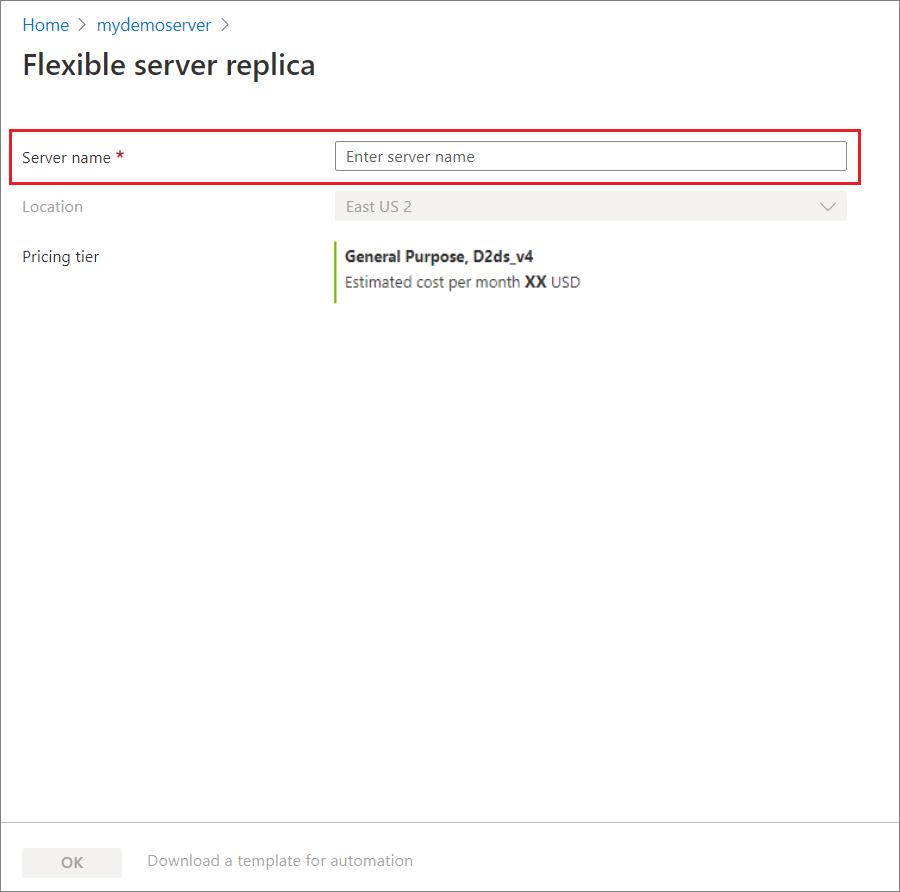 Home > mydemoserver >
Flexible server replica
Server name *
Enter server name
Location
East US 2
Pricing tier
General Purpose, D2ds_v4
Estimated cost per month XX USD
OK
Download a template for automation